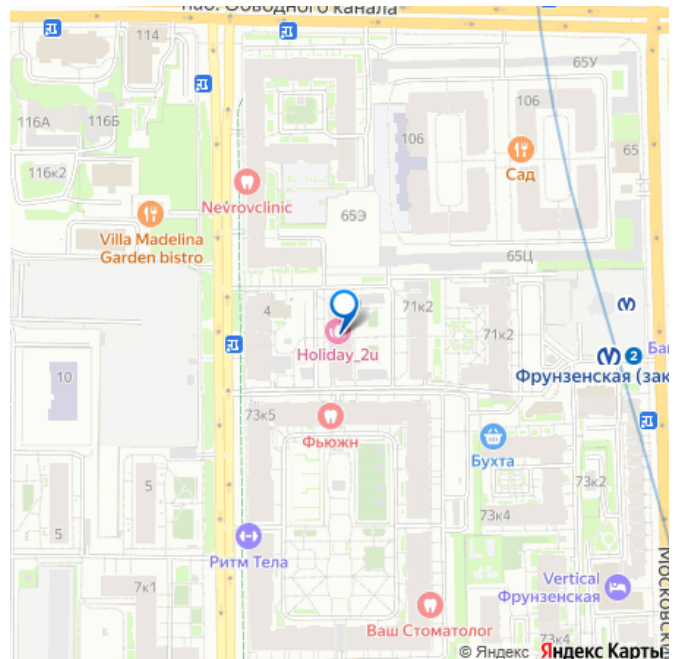 наб. Обводного канала
114
65У
116А
116Б
106
106
65
116к2
Сад
Nevrovclinic
65Э
Villa Madelina
Garden bistro
65Ц
4
71к2
71к2
Holiday_2u
2
Фрунзенская (зак
10
73к5
Фьюжн
Бухта
5
73к2
5
73к4
Ритм Тела
7к1
Vertical
Фрунзенская
Ваш Стоматолог
73к4
© Яндекс Яндекс Карты